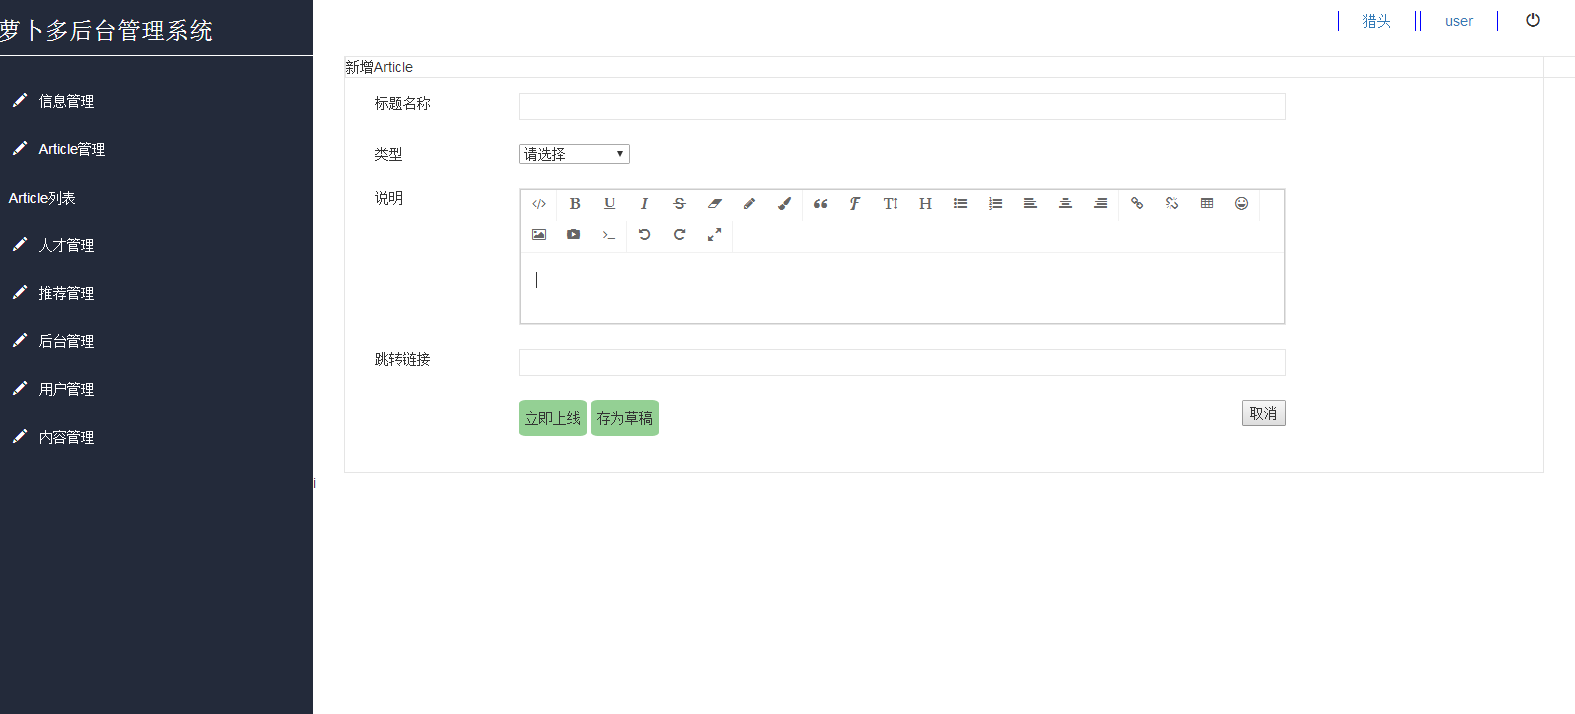 萝卜多后台管理系统
猎头
user
信息管理
Article管理
Article列表
人才管理
推荐管理
后台管理
用户管理
内容管理
新增Article
标题名称
类型
请选择
说明
跳转链接
立即上线 存为草稿 取消
i